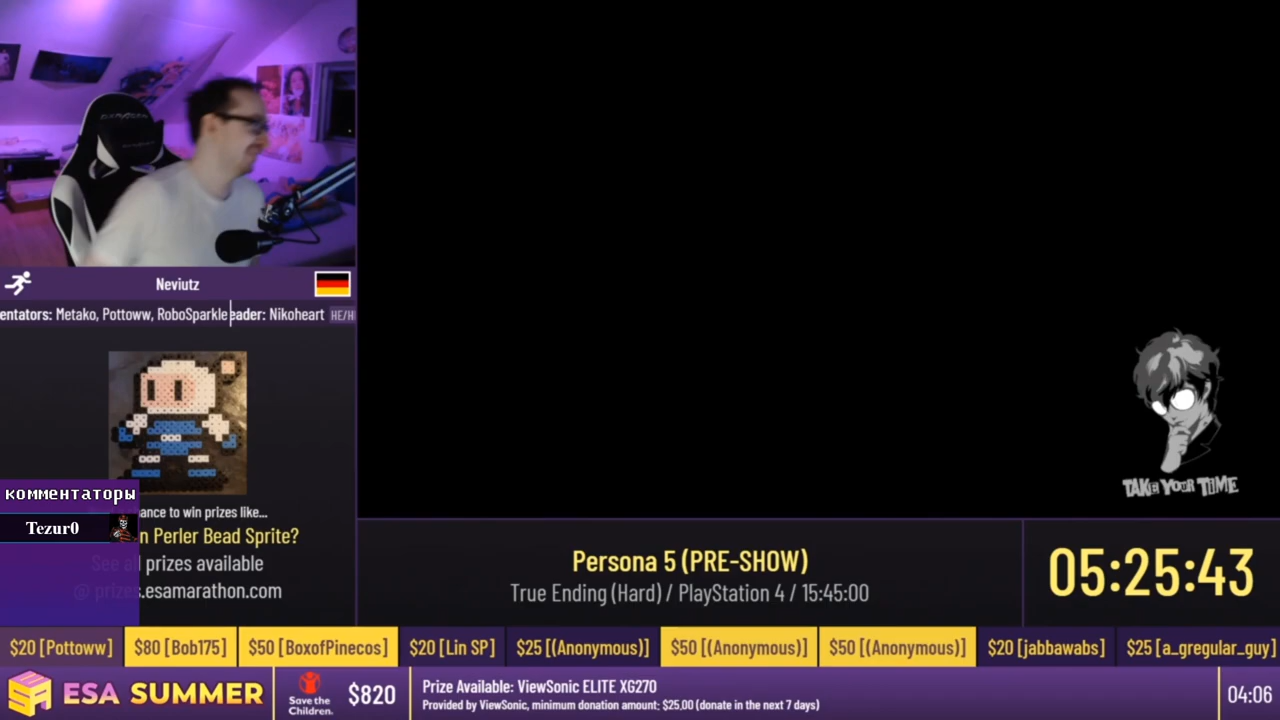 Neviutz
entators: Metako, Pottoww, RoboSparkle
eader: Nikoheart HE/H
комментаторы
Tezur0
hance to win prizes like...
n Perler Bead Sprite?
See all prizes available
@ prizes.esamarathon.com
TAKE YOUR TIME
Persona 5 (PRE-SHOW)
True Ending (Hard) / PlayStation 4 / 15:45:00
05:25:43
$20 [Pottoww]
$80 [Bob175]
$50 [BoxofPinecos]
$20 [Lin SP]
$25 [(Anonymous)]
$50 [(Anonymous)]
$50 [(Anonymous)]
$20 [jabbawabs]
$25 [a_gregular_guy]
ESA SUMMER
Save the
Children.
$820
Prize Available: ViewSonic ELITE XG270
Provided by ViewSonic, minimum donation amount: $25,00 (donate in the next 7 days)
04:06